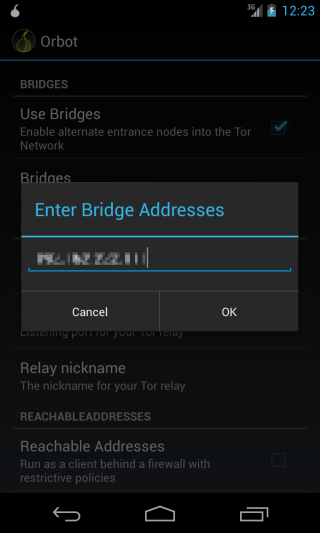 3G
12:23
Orbot
BRIDGES
Use Bridges
Enable alternate entrance nodes into the Tor
Network
Bridges
Enter Bridge Addresses
Cancel
OK
Listening port for your Tor relay
Relay nickname
The nickname for your Tor relay
REACHABLEADDRESSES
Reachable Addresses
Run as a client behind a firewall with
restrictive policies